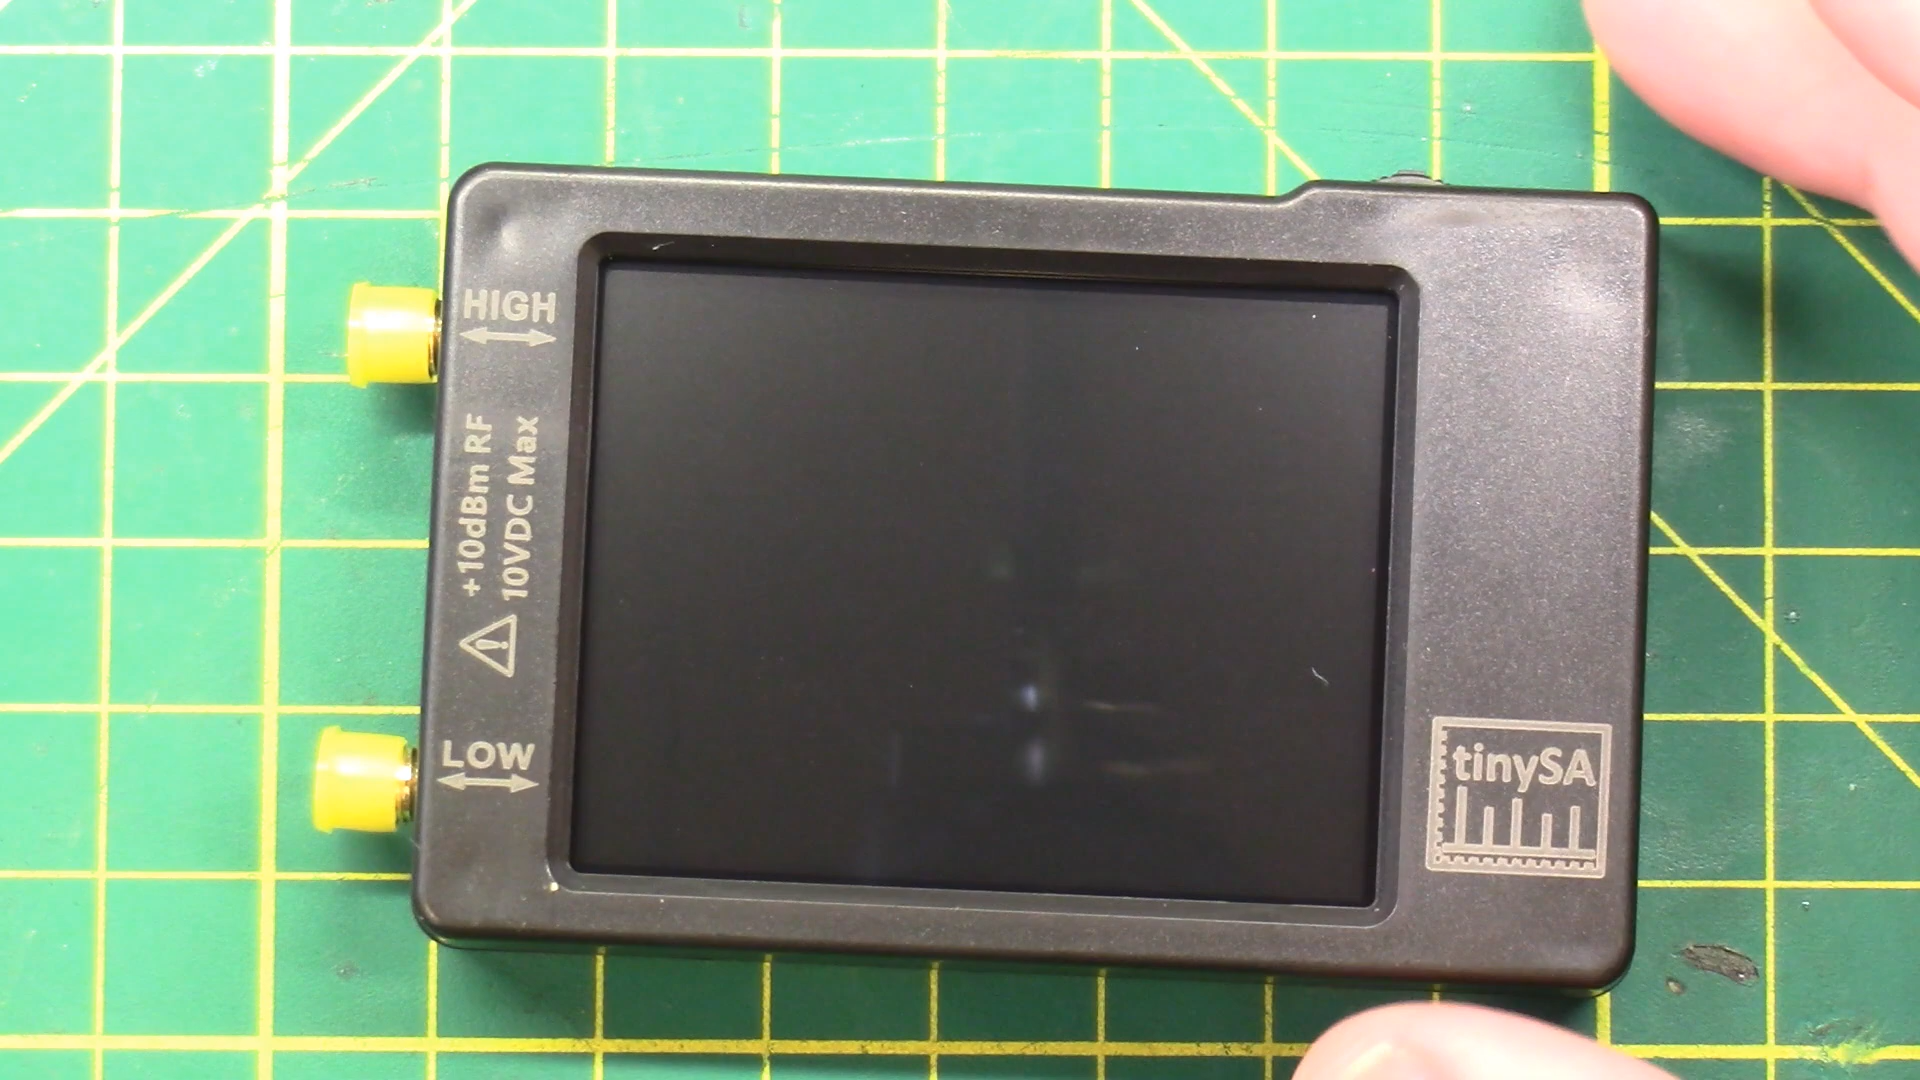 HIGH
+10dBm RF
10VDC Max
LOW
tinySA